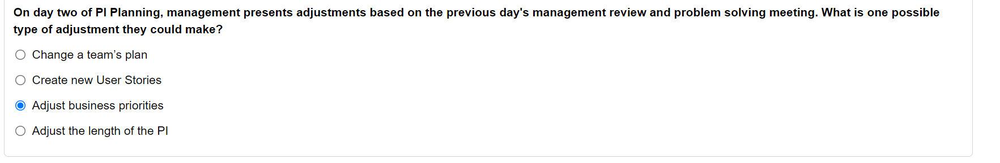 On day two of PI Planning, management presents adjustments based on the previous day's management review and problem solving meeting. What is one possible
type of adjustment they could make?
Change a team’s plan
Create new User Stories
Adjust business priorities
Adjust the length of the PI